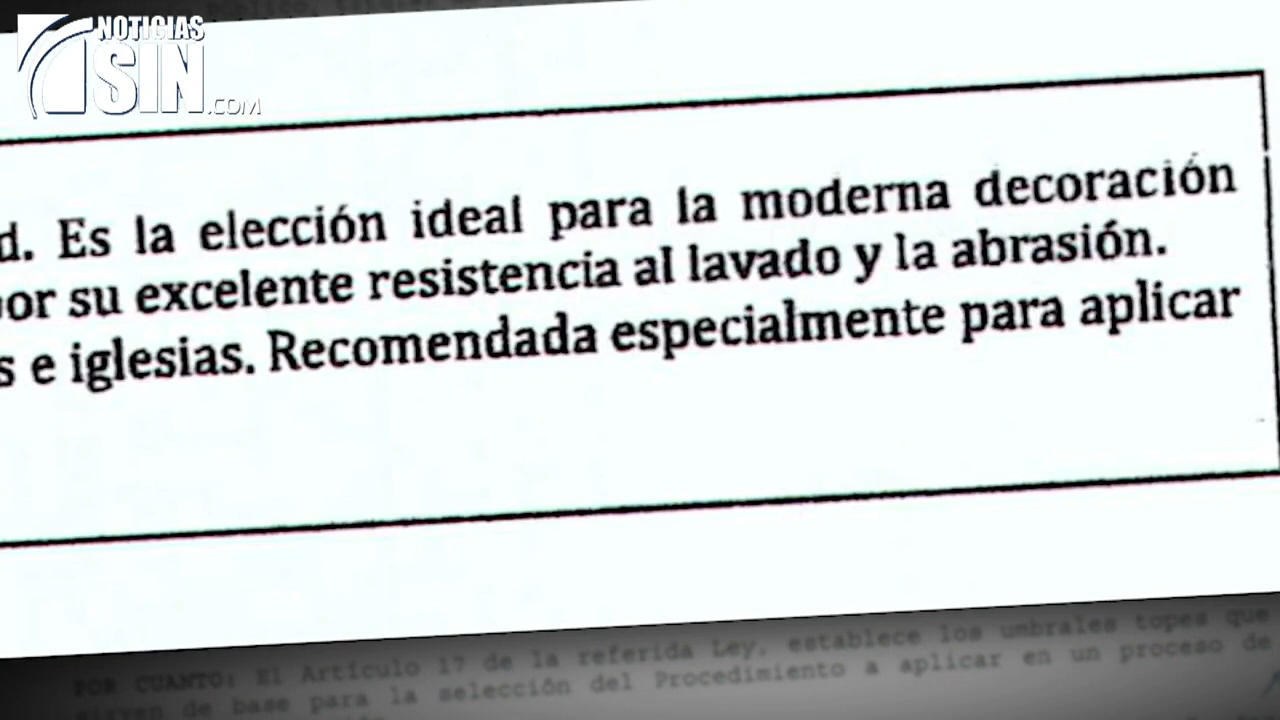 NOTICIAS
SIN.COM
d. Es la elección ideal para la moderna decoración
or su excelente resistencia al lavado y la abrasión.
s e iglesias. Recomendada especialmente para aplicar
POR CUANTO: El Artículo 17 de la referida Ley, establece los umbrales topes que
sirven de base para la selección del Procedimiento a aplicar en un proceso de